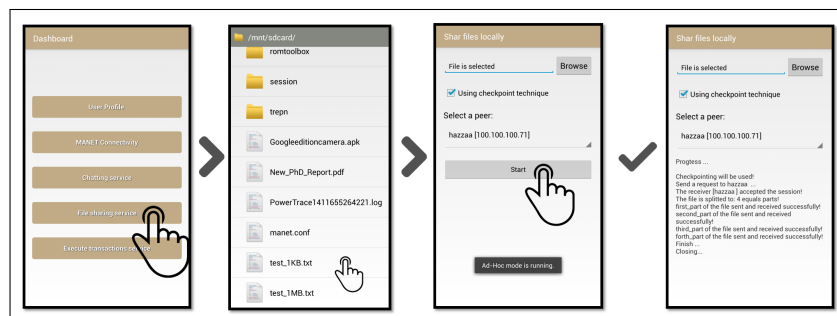 Dashboard
User Profile
MANET Connectivity
Chatting service
File sharing service
Execute transactions service
/mnt/sdcard/
romtoolbox
session
trepn
Googleeditioncamera.apk
New_PhD_Report.pdf
PowerTrace1411655264221.log
manet.conf
test_1KB.txt
test_1MB.txt
Shar files locally
File is selected
Browse
Using checkpoint technique
Select a peer:
hazzaa [100.100.100.71]
Start
Ad-Hoc mode is running.
Shar files locally
File is selected
Browse
Using checkpoint technique
Select a peer:
hazzaa [100.100.100.71]
Progtess ...
Checkpointing will be used!
Send a request to hazzaa ...
The receiver [hazzaa ] accepted the session!
The file is splitted to: 4 equals parts!
first_part of the file sent and received successfully!
second_part of the file sent and received
successfully!
third_part of the file sent and received successfully!
forth_part of the file sent and received successfully!
Finish ...
Closing...